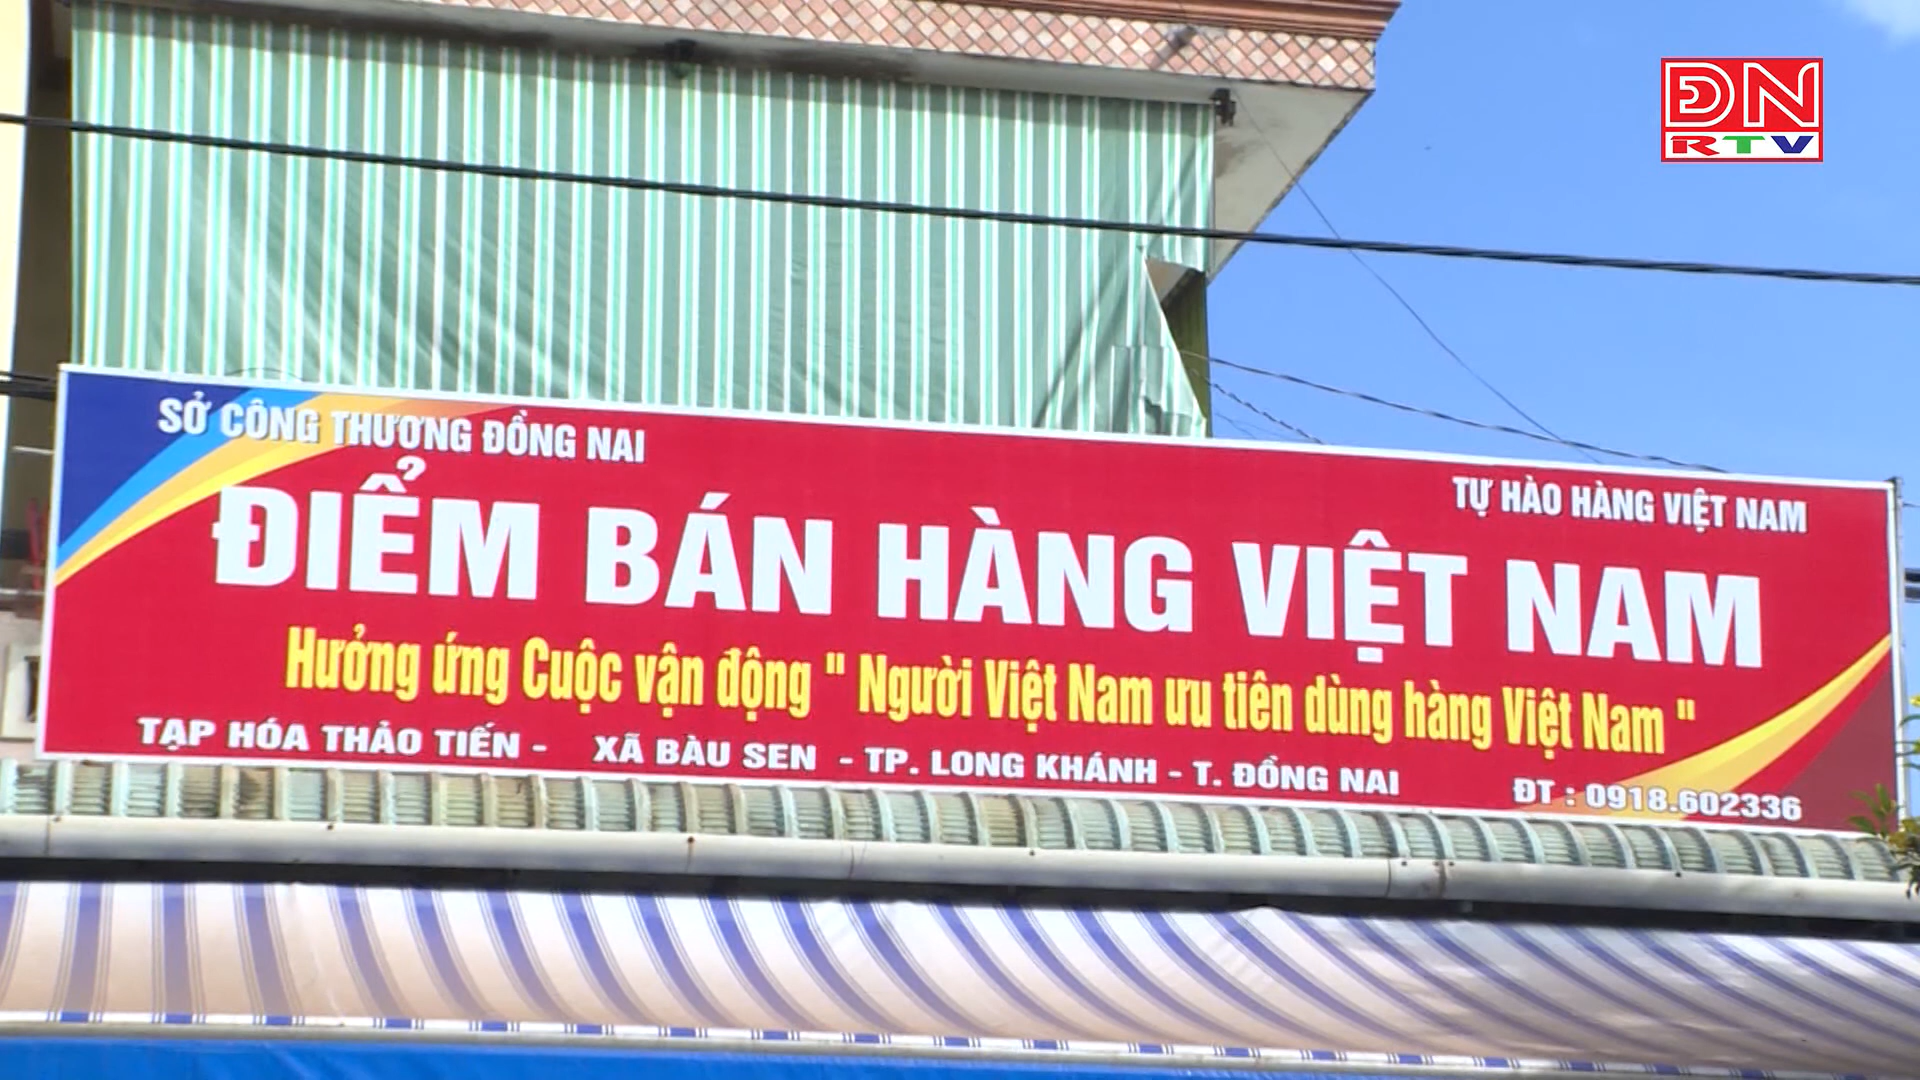 ĐN
RTV
SỞ CÔNG THƯƠNG ĐỒNG NAI
TỰ HÀO HÀNG VIỆT NAM
ĐIỂM BÁN HÀNG VIỆT NAM
Hưởng ứng Cuộc vận động " Người Việt Nam ưu tiên dùng hàng Việt Nam "
TẠP HÓA THẢO TIẾN - XÃ BÀU SEN - TP. LONG KHÁNH - T. ĐỒNG NAI ĐT : 0918.602336